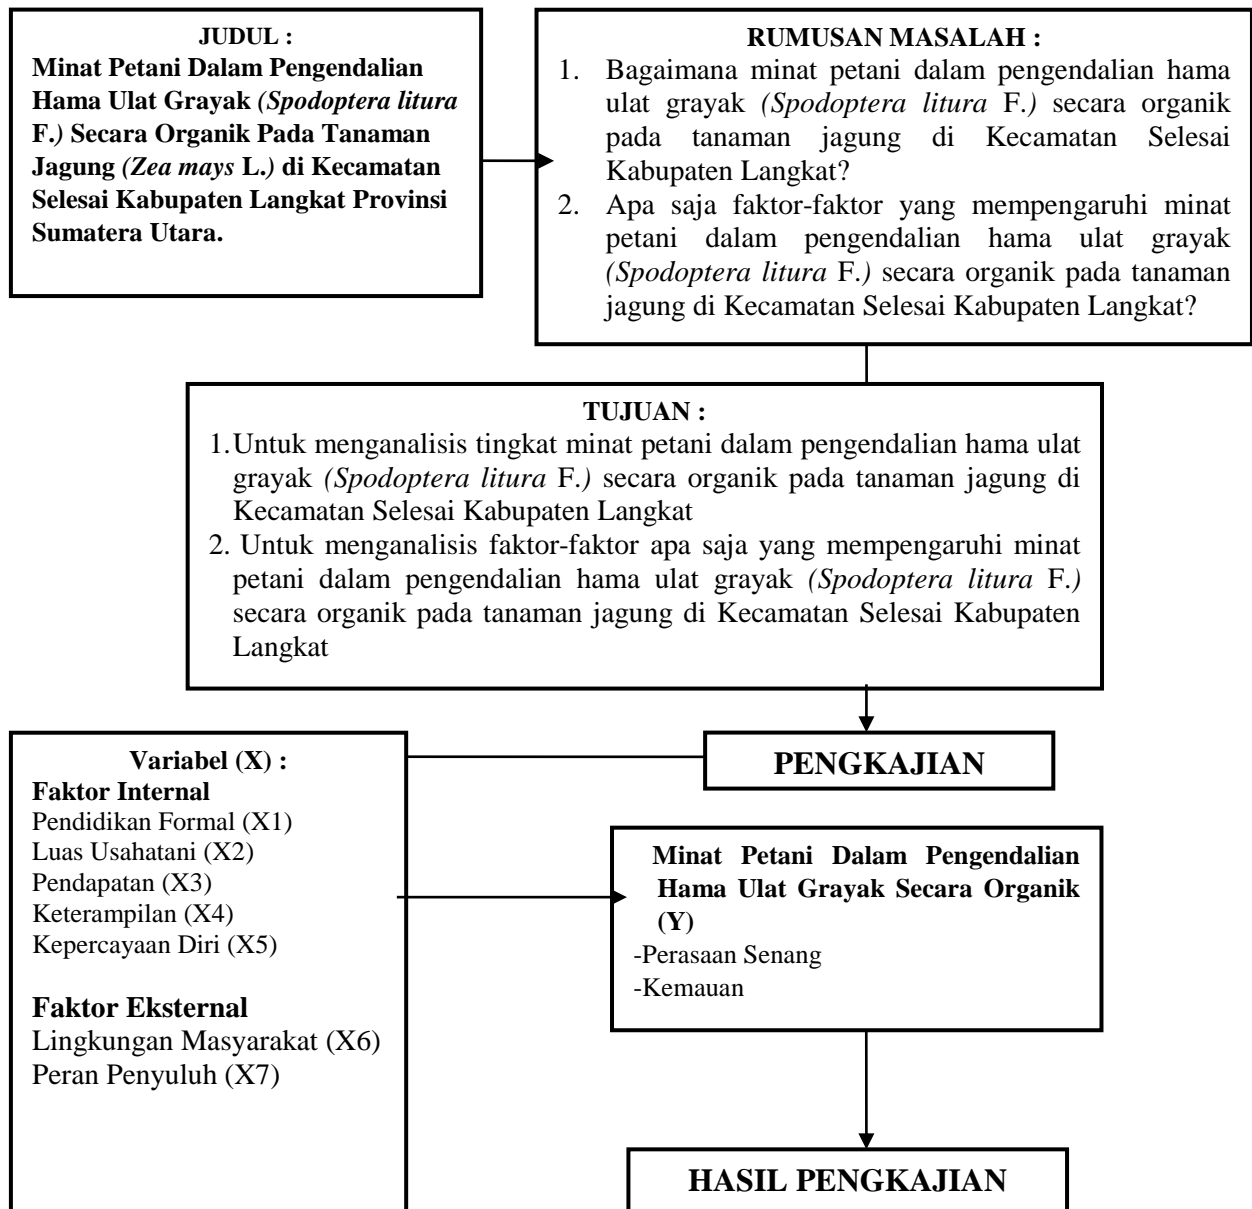 JUDUL :
Minat Petani Dalam Pengendalian
Hama Ulat Grayak (Spodoptera litura
F.) Secara Organik Pada Tanaman
Jagung (Zea mays L.) di Kecamatan
Selesai Kabupaten Langkat Provinsi
Sumatera Utara.
RUMUSAN MASALAH :
1. Bagaimana minat petani dalam pengendalian hama
ulat grayak (Spodoptera litura F.) secara organik
pada tanaman jagung di Kecamatan Selesai
Kabupaten Langkat?
2. Apa saja faktor-faktor yang mempengaruhi minat
petani dalam pengendalian hama ulat grayak
(Spodoptera litura F.) secara organik pada tanaman
jagung di Kecamatan Selesai Kabupaten Langkat?
TUJUAN :
1.Untuk menganalisis tingkat minat petani dalam pengendalian hama ulat
grayak (Spodoptera litura F.) secara organik pada tanaman jagung di
Kecamatan Selesai Kabupaten Langkat
2. Untuk menganalisis faktor-faktor apa saja yang mempengaruhi minat
petani dalam pengendalian hama ulat grayak (Spodoptera litura F.)
secara organik pada tanaman jagung di Kecamatan Selesai Kabupaten
Langkat
PENGKAJIAN
Variabel (X) :
Faktor Internal
Pendidikan Formal (X1)
Luas Usahatani (X2)
Pendapatan (X3)
Keterampilan (X4)
Kepercayaan Diri (X5)
Faktor Eksternal
Lingkungan Masyarakat (X6)
Peran Penyuluh (X7)
Minat Petani Dalam Pengendalian
Hama Ulat Grayak Secara Organik
(Y)
-Perasaan Senang
-Kemauan
HASIL PENGKAJIAN